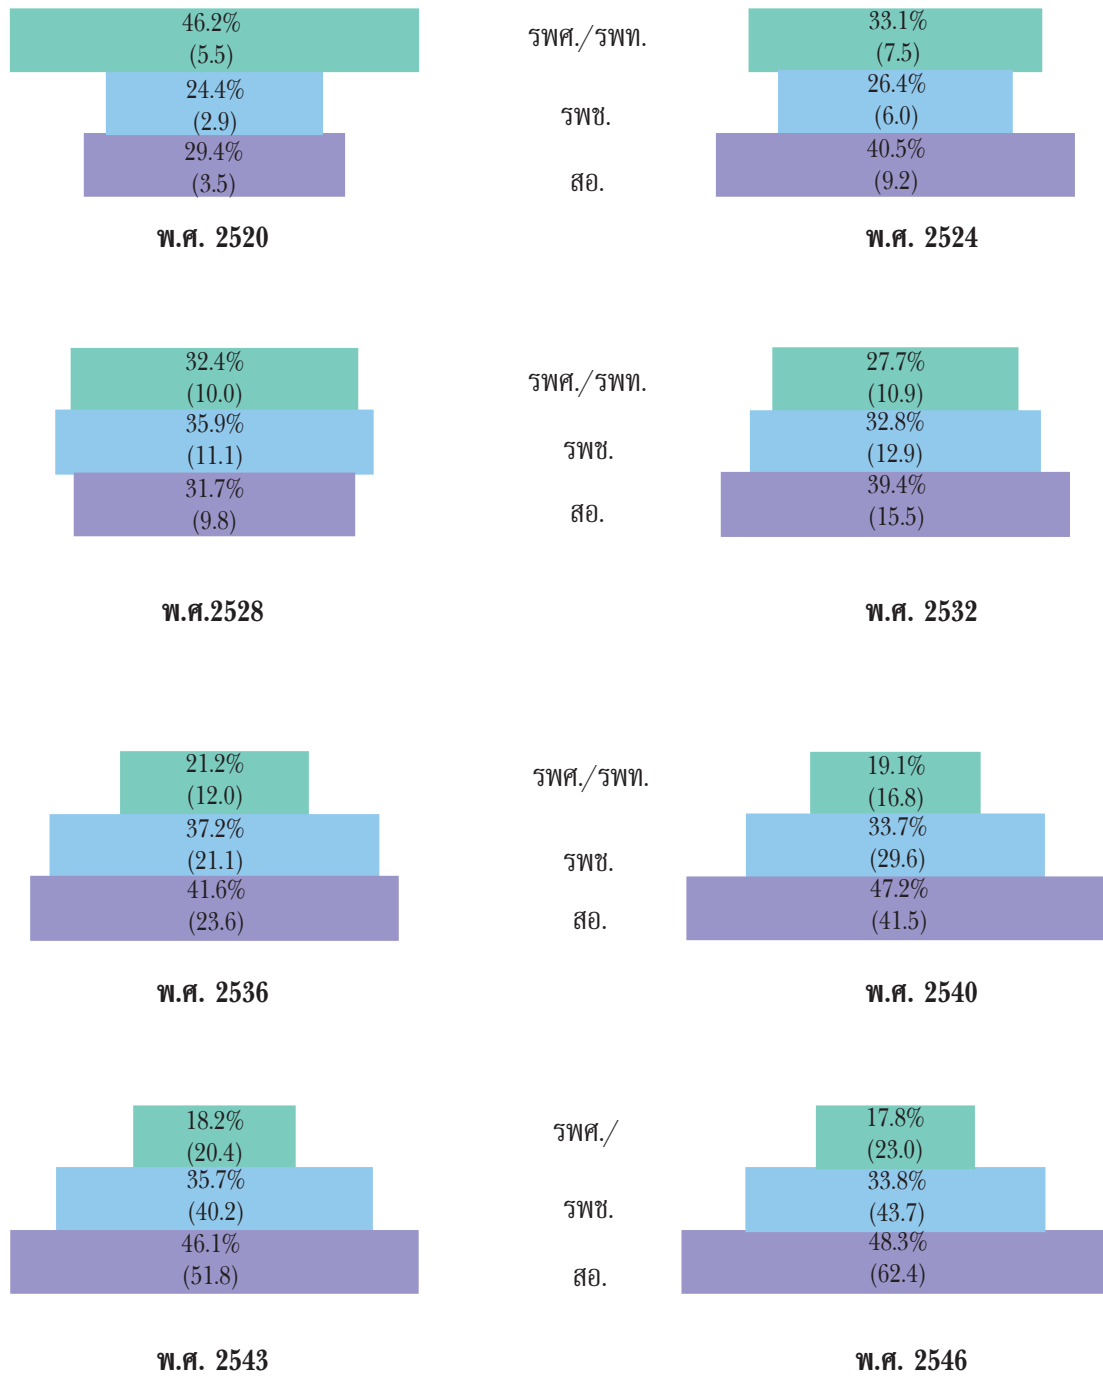 46.2%
(5.5)
24.4%
(2.9)
29.4%
(3.5)
พ.ศ. 2520
รพศ./รพท.
รพช.
สอ.
33.1%
(7.5)
26.4%
(6.0)
40.5%
(9.2)
พ.ศ. 2524
32.4%
(10.0)
35.9%
(11.1)
31.7%
(9.8)
พ.ศ.2528
รพศ./รพท.
รพช.
สอ.
27.7%
(10.9)
32.8%
(12.9)
39.4%
(15.5)
พ.ศ. 2532
21.2%
(12.0)
37.2%
(21.1)
41.6%
(23.6)
พ.ศ. 2536
รพศ./รพท.
รพช.
สอ.
19.1%
(16.8)
33.7%
(29.6)
47.2%
(41.5)
พ.ศ. 2540
18.2%
(20.4)
35.7%
(40.2)
46.1%
(51.8)
พ.ศ. 2543
รพศ./
รพช.
สอ.
17.8%
(23.0)
33.8%
(43.7)
48.3%
(62.4)
พ.ศ. 2546